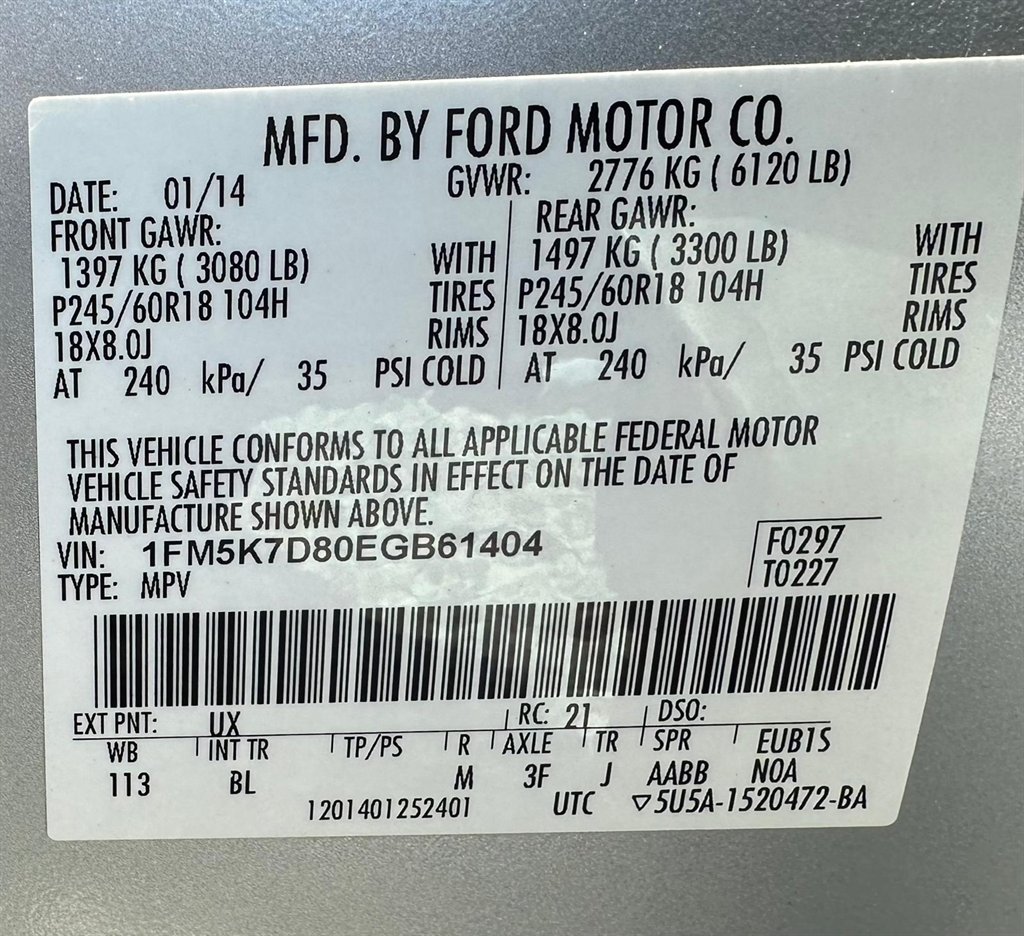 MFD. BY FORD MOTOR CO.
DATE: 01/14 GVWR: 2776 KG ( 6120 LB)
FRONT GAWR: REAR GAWR:
1397 KG ( 3080 LB) WITH 1497 KG ( 3300 LB) WITH
P245/60R18 104H TIRES P245/60R18 104H TIRES
18X8.0J RIMS 18X8.0J RIMS
AT 240 kPa/ 35 PSI COLD AT 240 kPa/ 35 PSI COLD
THIS VEHICLE CONFORMS TO ALL APPLICABLE FEDERAL MOTOR
VEHICLE SAFETY STANDARDS IN EFFECT ON THE DATE OF
MANUFACTURE SHOWN ABOVE.
VIN: 1FM5K7D80EGB61404 F0297
TYPE: MPV T0227
EXT PNT: UX RC: 21 DSO:
WB INT TR TP/PS R AXLE TR SPR EUB1S
113 BL M 3F J AABB NOA
1201401252401 UTC ▽5U5A-1520472-BA